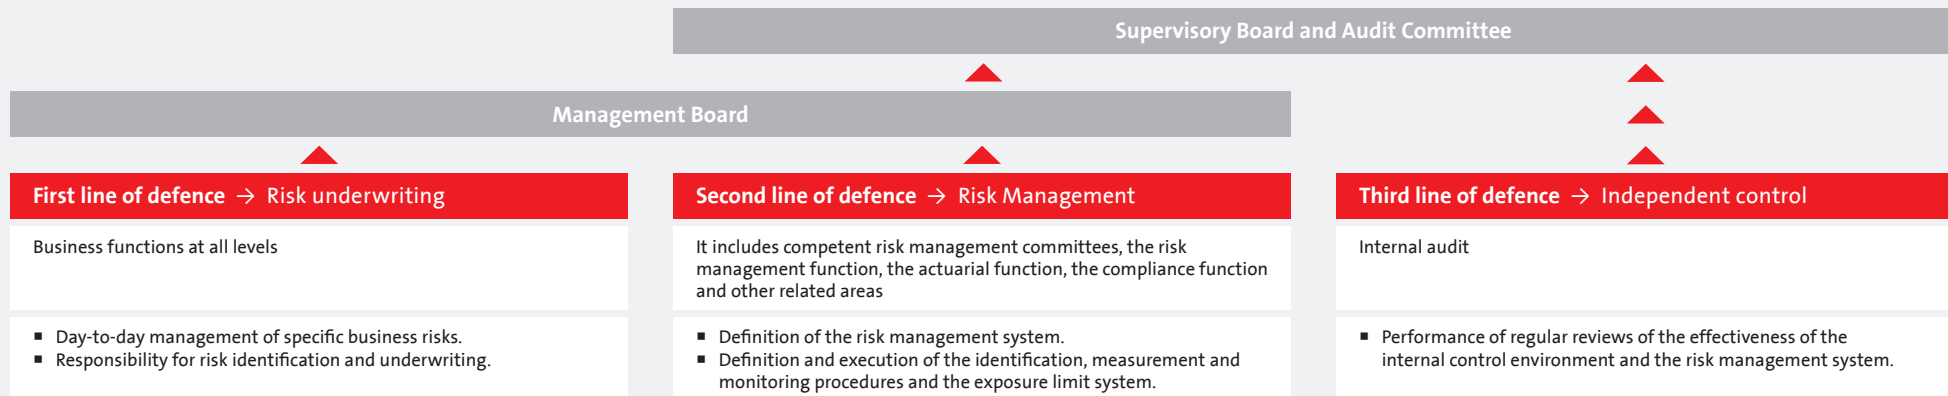 Supervisory Board and Audit Committee
Management Board
First line of defence → Risk underwriting
Business functions at all levels
▪ Day-to-day management of specific business risks.
▪ Responsibility for risk identification and underwriting.
Second line of defence → Risk Management
It includes competent risk management committees, the risk
management function, the actuarial function, the compliance function
and other related areas
▪ Definition of the risk management system.
▪ Definition and execution of the identification, measurement and
monitoring procedures and the exposure limit system.
Third line of defence → Independent control
Internal audit
▪ Performance of regular reviews of the effectiveness of the
internal control environment and the risk management system.